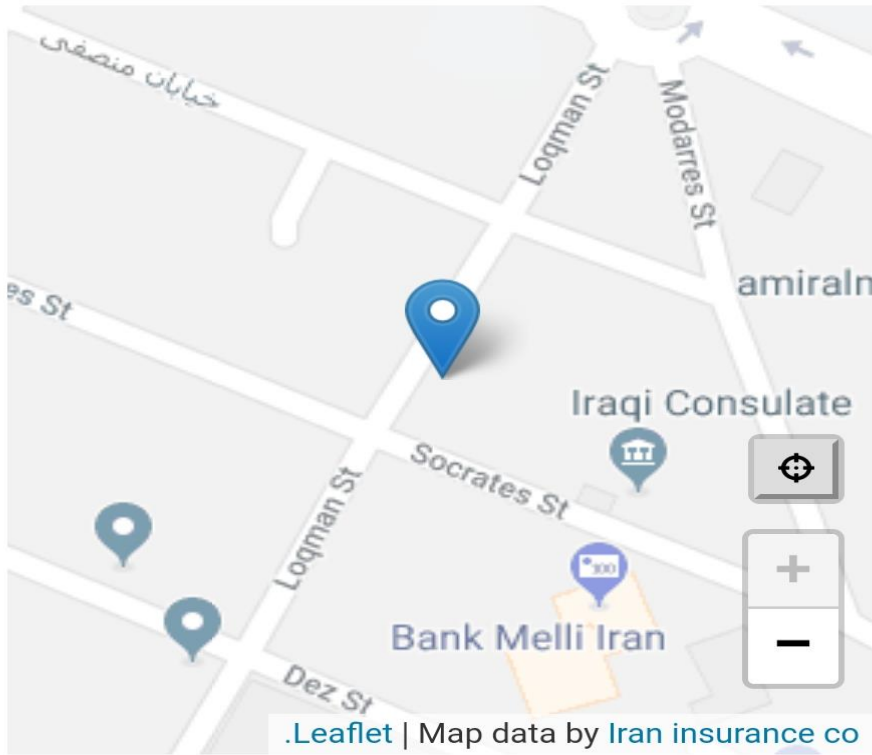 خیابان منصفی
Loqman St
Modarres St
amiraln
es St
Iraqi Consulate
Socrates St
Loqman St
100
Bank Melli Iran
Dez St
.Leaflet | Map data by Iran insurance co